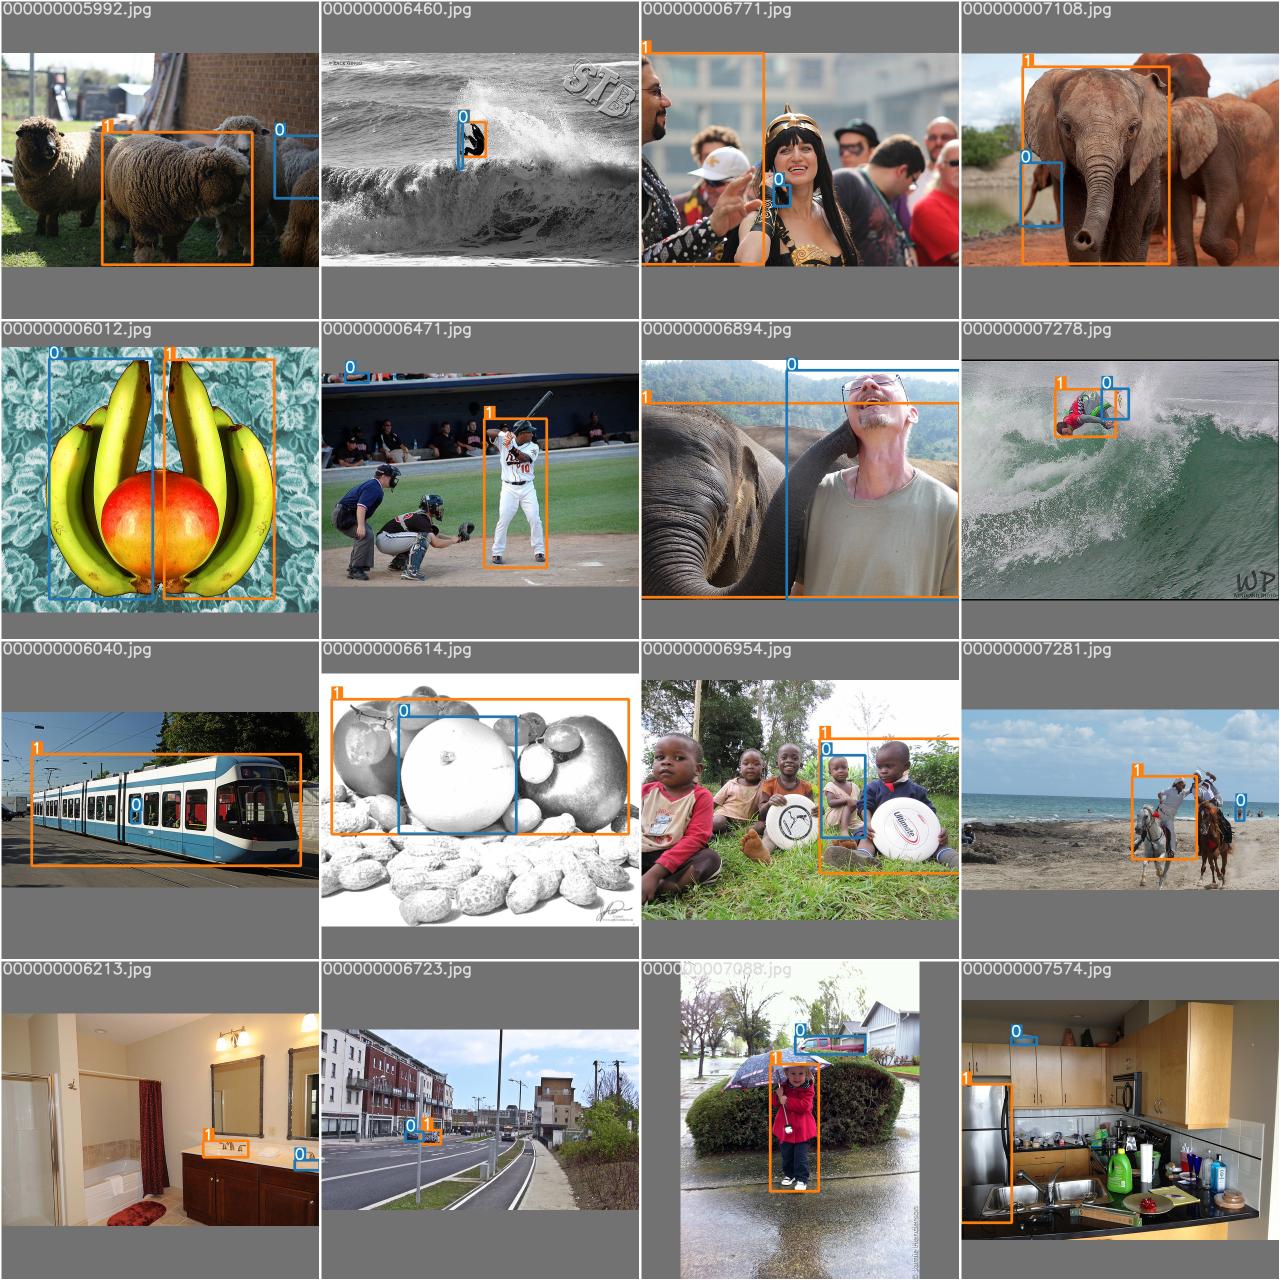 000000005992.jpg
000000006460.jpg
STB
000000006771.jpg
000000007108.jpg
1
0
0
1
1
0
1
0
000000006012.jpg
000000006471.jpg
000000006894.jpg
000000007278.jpg
0
1
0
1
10
1
0
1
0
WP
000000006040.jpg
000000006614.jpg
000000006954.jpg
000000007281.jpg
1
0
1
0
1
0
Ultimate
1
0
000000006213.jpg
000000006723.jpg
000000007088.jpg
000000007574.jpg
1
0
0
1
0
1
0
1